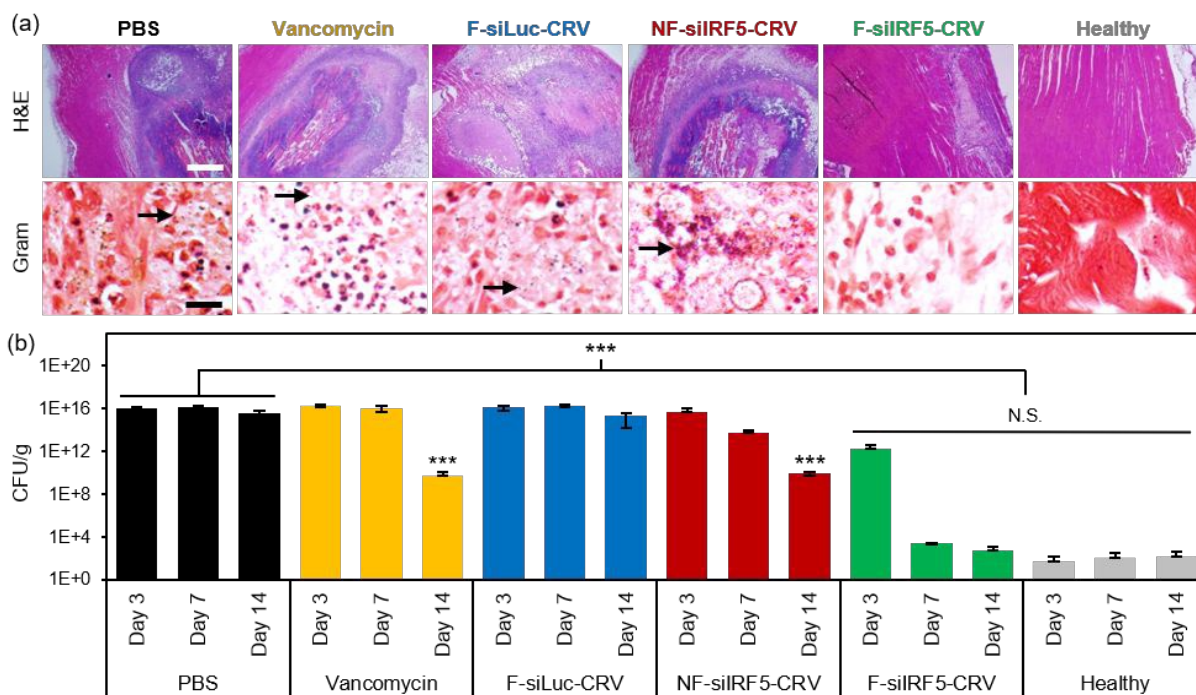 (a)
PBS Vancomycin F-siLuc-CRV NF-siIRF5-CRV F-siIRF5-CRV Healthy
H&E
Gram
(b)
***
1E+20
1E+16
1E+12
1E+8
1E+4
1E+0
CFU/g
N.S.
*** ***
Day 3 Day 7 Day 14 Day 3 Day 7 Day 14 Day 3 Day 7 Day 14 Day 3 Day 7 Day 14 Day 3 Day 7 Day 14 Day 3 Day 7 Day 14
PBS Vancomycin F-siLuc-CRV NF-siIRF5-CRV F-siIRF5-CRV Healthy